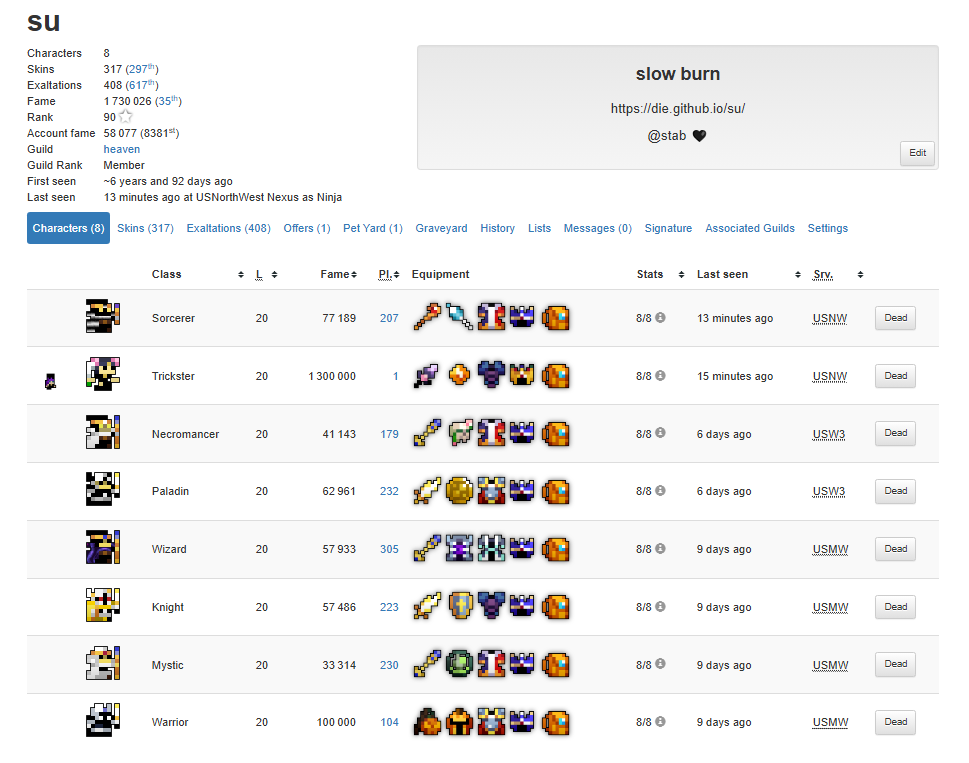 su
Characters 8
Skins 317 (297th)
Exaltations 408 (617th)
Fame 1 730 026 (35th)
Rank 90
Account fame 58 077 (8381st)
Guild heaven
Guild Rank Member
First seen ~6 years and 92 days ago
Last seen 13 minutes ago at USNorthWest Nexus as Ninja
slow burn
https://die.github.io/su/
@stab 🖤
Edit
Characters (8) Skins (317) Exaltations (408) Offers (1) Pet Yard (1) Graveyard History Lists Messages (0) Signature Associated Guilds Settings
Class L Fame Pl. Equipment Stats Last seen Srv.
Sorcerer 20 77 189 207 8/8 13 minutes ago USNW Dead
Trickster 20 1 300 000 1 8/8 15 minutes ago USNW Dead
Necromancer 20 41 143 179 8/8 6 days ago USW3 Dead
Paladin 20 62 961 232 8/8 6 days ago USW3 Dead
Wizard 20 57 933 305 8/8 9 days ago USMW Dead
Knight 20 57 486 223 8/8 9 days ago USMW Dead
Mystic 20 33 314 230 8/8 9 days ago USMW Dead
Warrior 20 100 000 104 8/8 9 days ago USMW Dead